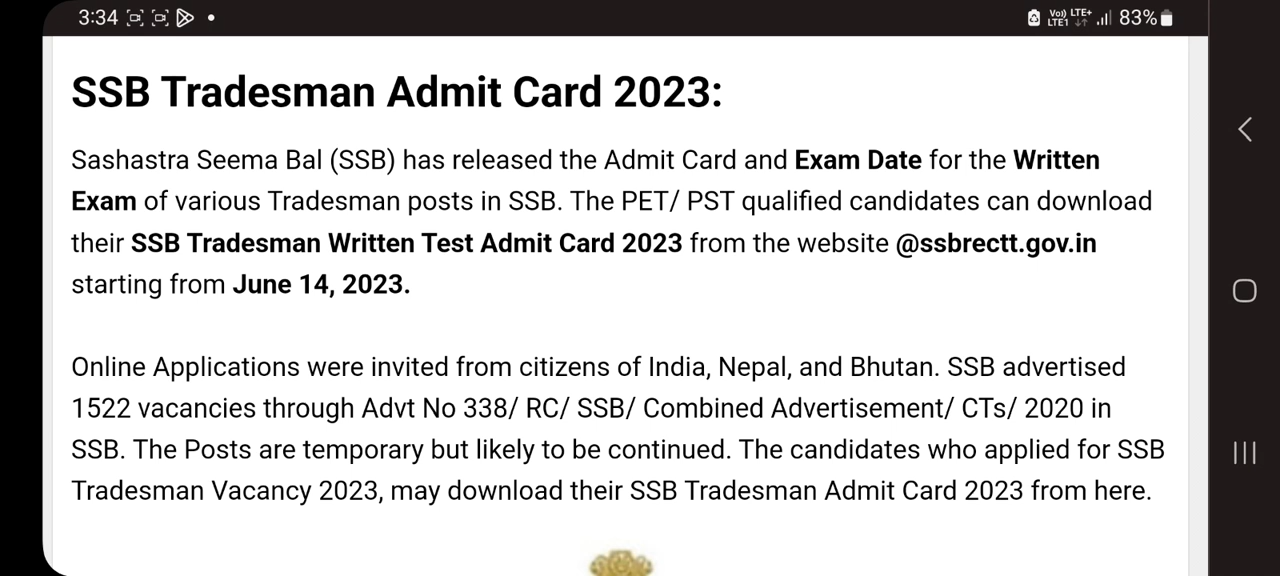 3:34
Vo)) LTE+
LTE1 ↓↑ 83%
SSB Tradesman Admit Card 2023:
Sashastra Seema Bal (SSB) has released the Admit Card and Exam Date for the Written
Exam of various Tradesman posts in SSB. The PET/ PST qualified candidates can download
their SSB Tradesman Written Test Admit Card 2023 from the website @ssbrectt.gov.in
starting from June 14, 2023.
Online Applications were invited from citizens of India, Nepal, and Bhutan. SSB advertised
1522 vacancies through Advt No 338/ RC/ SSB/ Combined Advertisement/ CTs/ 2020 in
SSB. The Posts are temporary but likely to be continued. The candidates who applied for SSB
Tradesman Vacancy 2023, may download their SSB Tradesman Admit Card 2023 from here.